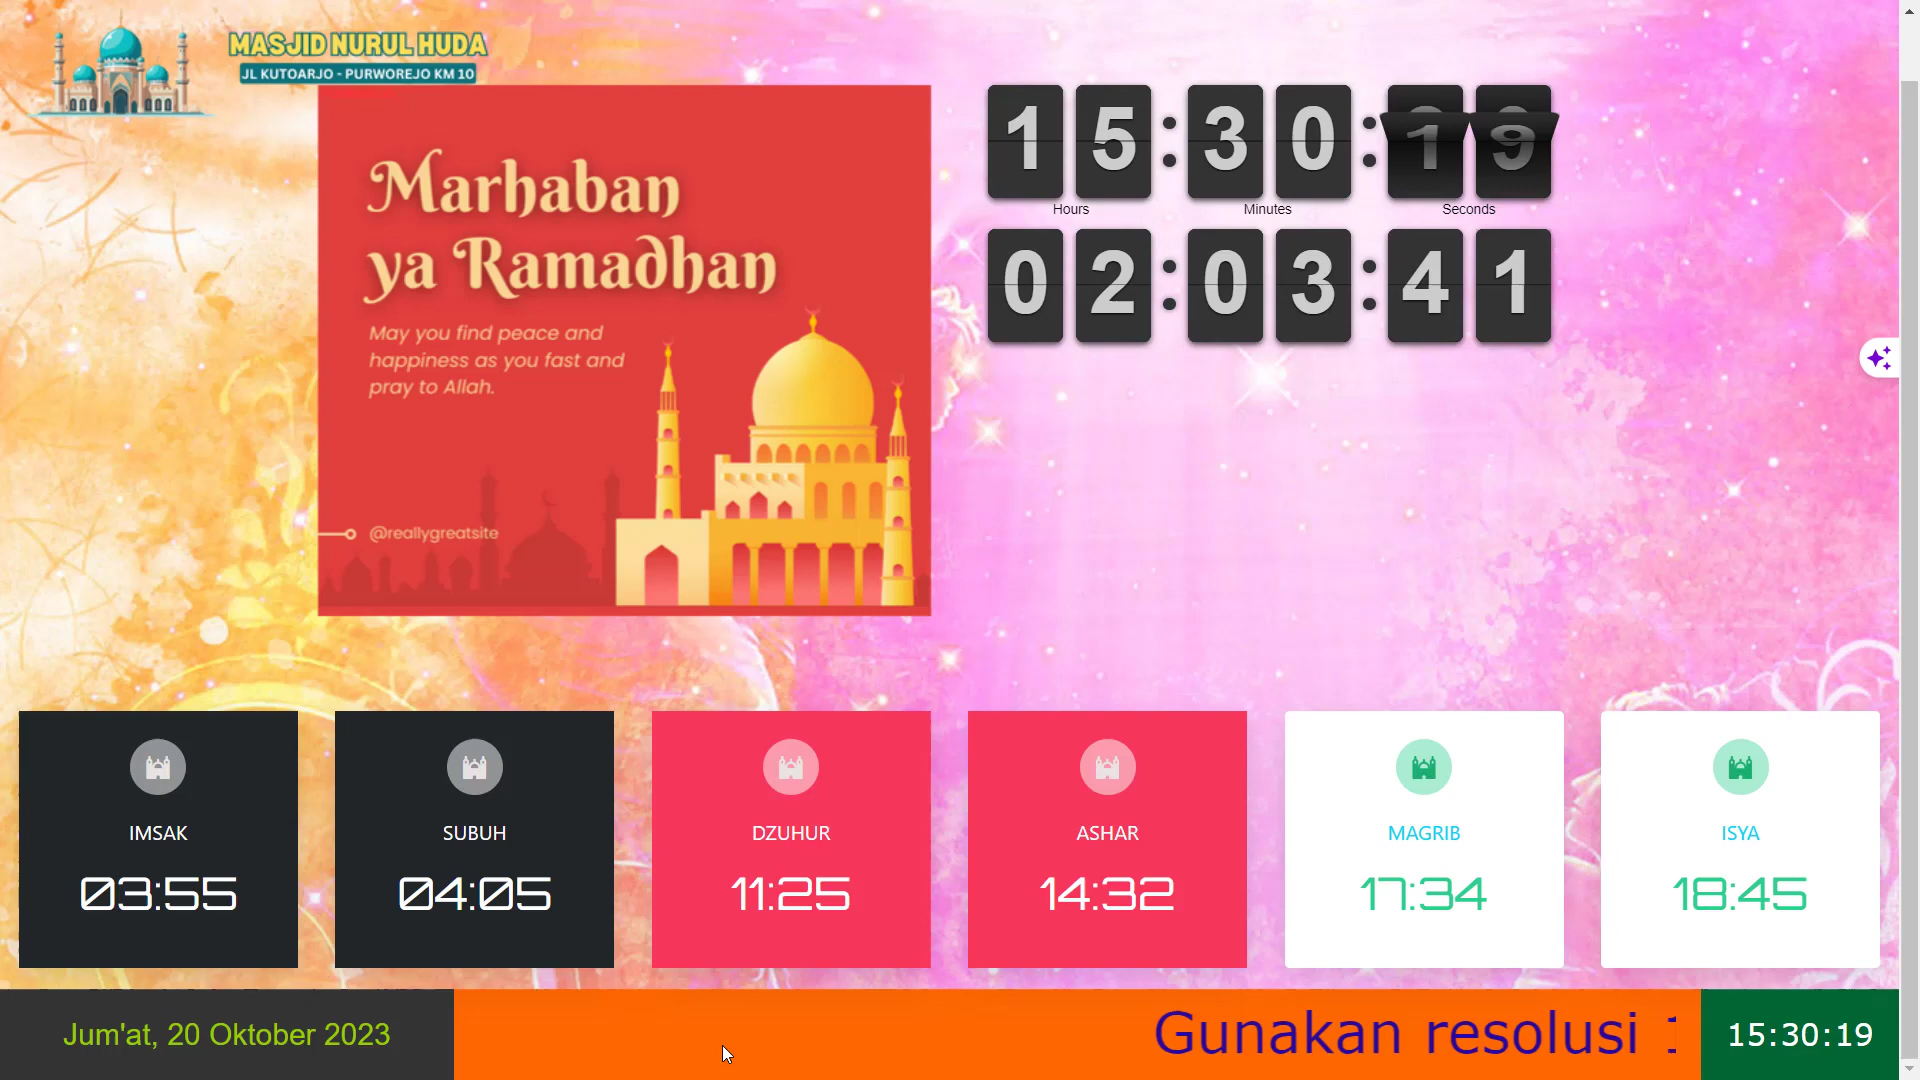 MASJID NURUL HUDA
JL KUTOARJO - PURWOREJO KM 10
Marhaban
ya Ramadhan
May you find peace and
happiness as you fast and
pray to Allah.
@reallygreatsite
15:30:19
Hours
Minutes
Seconds
02:03:41
IMSAK
03:55
SUBUH
04:05
DZUHUR
11:25
ASHAR
14:32
MAGRIB
17:34
ISYA
18:45
Jum'at, 20 Oktober 2023
Gunakan resolusi
15:30:19